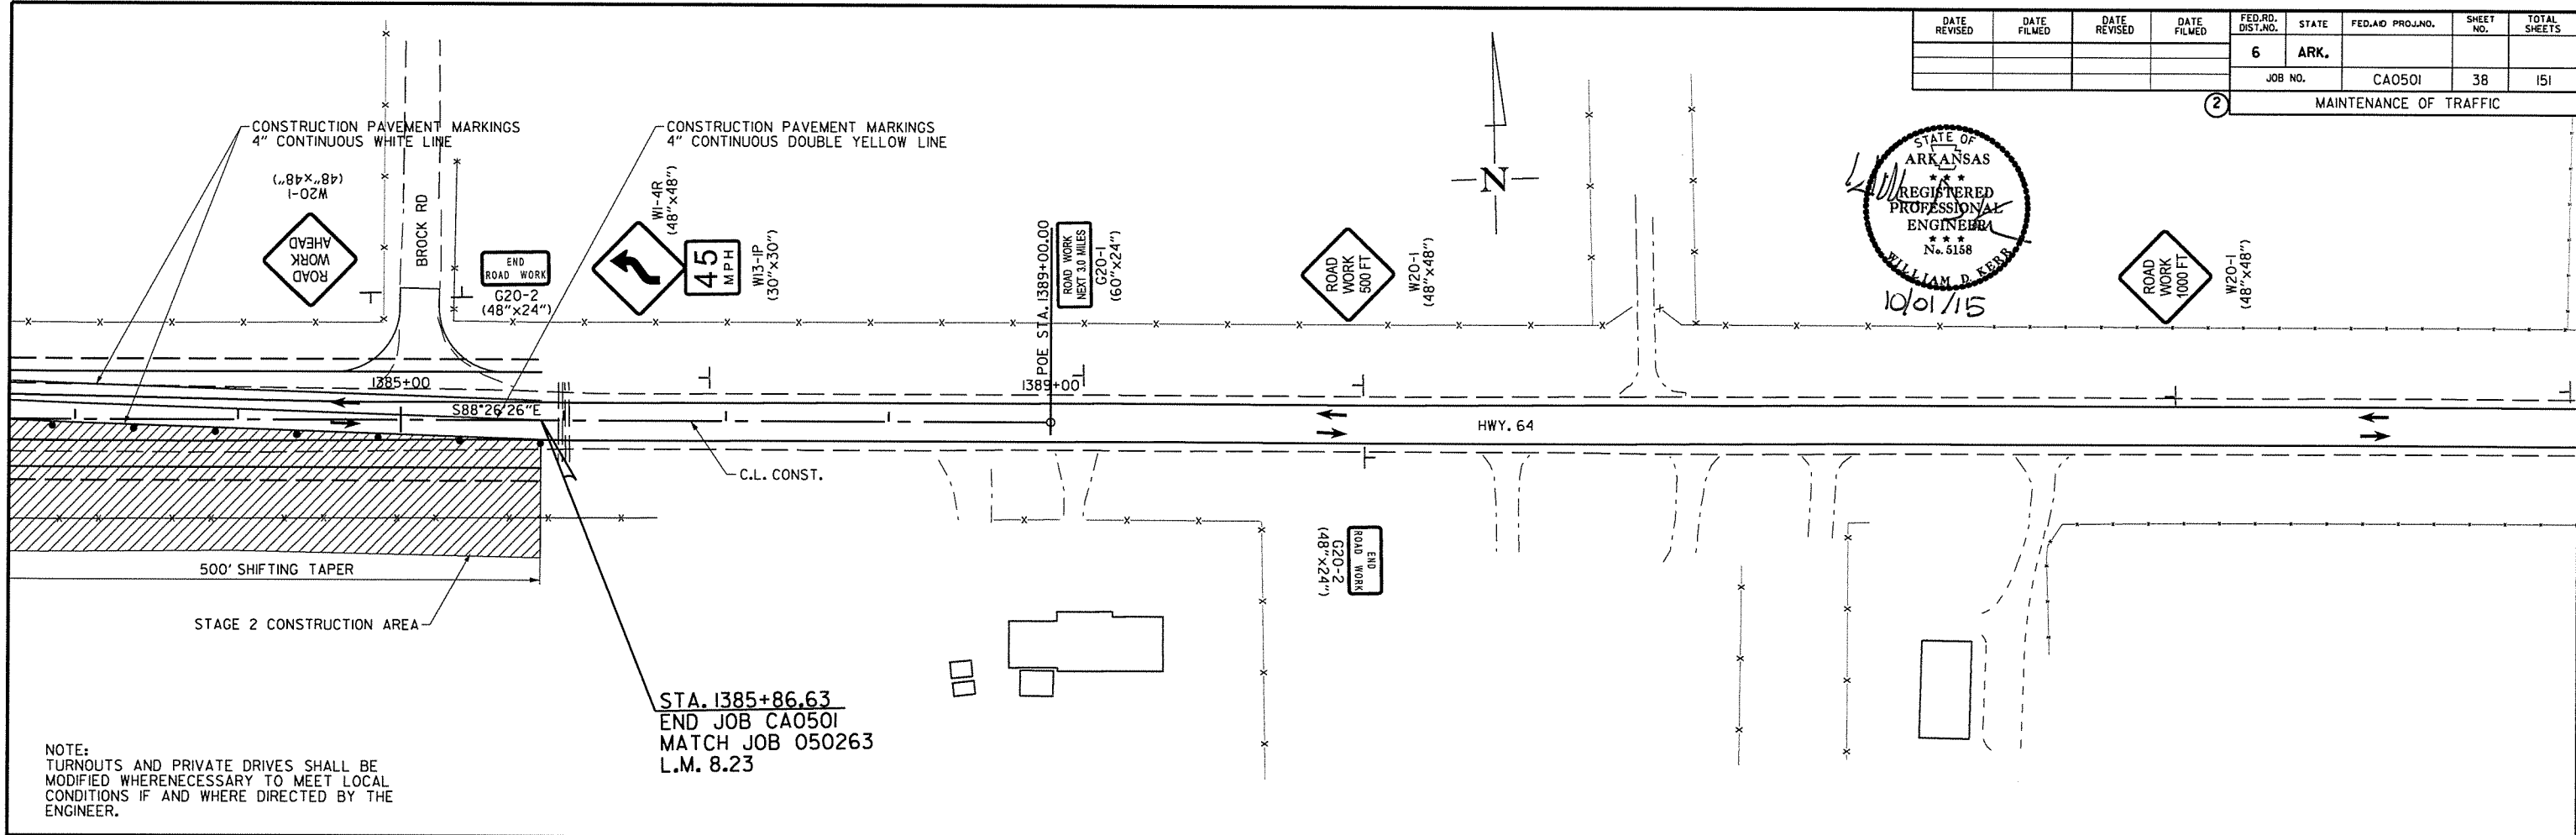 DATE REVISED
DATE FILMED
DATE REVISED
DATE FILMED
FED.RD. DIST.NO.
STATE
FED.AID PROJ.NO.
SHEET NO.
TOTAL SHEETS
6
ARK.
JOB NO.
CA0501
38
151
2
MAINTENANCE OF TRAFFIC
CONSTRUCTION PAVEMENT MARKINGS
4" CONTINUOUS WHITE LINE
CONSTRUCTION PAVEMENT MARKINGS
4" CONTINUOUS DOUBLE YELLOW LINE
W20-1
(48"x48")
ROAD
WORK
AHEAD
BROCK RD
END
ROAD WORK
G20-2
(48"x24")
W1-4R
(48"x48")
45
MPH
W13-1P
(30"x30")
POE STA. 1389+00.00
ROAD WORK
NEXT 3.0 MILES
G20-1
(60"x24")
N
ROAD
WORK
500 FT
W20-1
(48"x48")
STATE OF
ARKANSAS
★ ★ ★
REGISTERED
PROFESSIONAL
ENGINEER
★ ★ ★
No. 5158
WILLIAM D. KERR
10/01/15
ROAD
WORK
1000 FT
W20-1
(48"x48")
1385+00
1389+00
S88°26'26"E
HWY. 64
C.L. CONST.
500' SHIFTING TAPER
END
ROAD WORK
G20-2
(48"x24")
STAGE 2 CONSTRUCTION AREA
STA. 1385+86.63
END JOB CA0501
MATCH JOB 050263
L.M. 8.23
NOTE:
TURNOUTS AND PRIVATE DRIVES SHALL BE
MODIFIED WHERENECESSARY TO MEET LOCAL
CONDITIONS IF AND WHERE DIRECTED BY THE
ENGINEER.